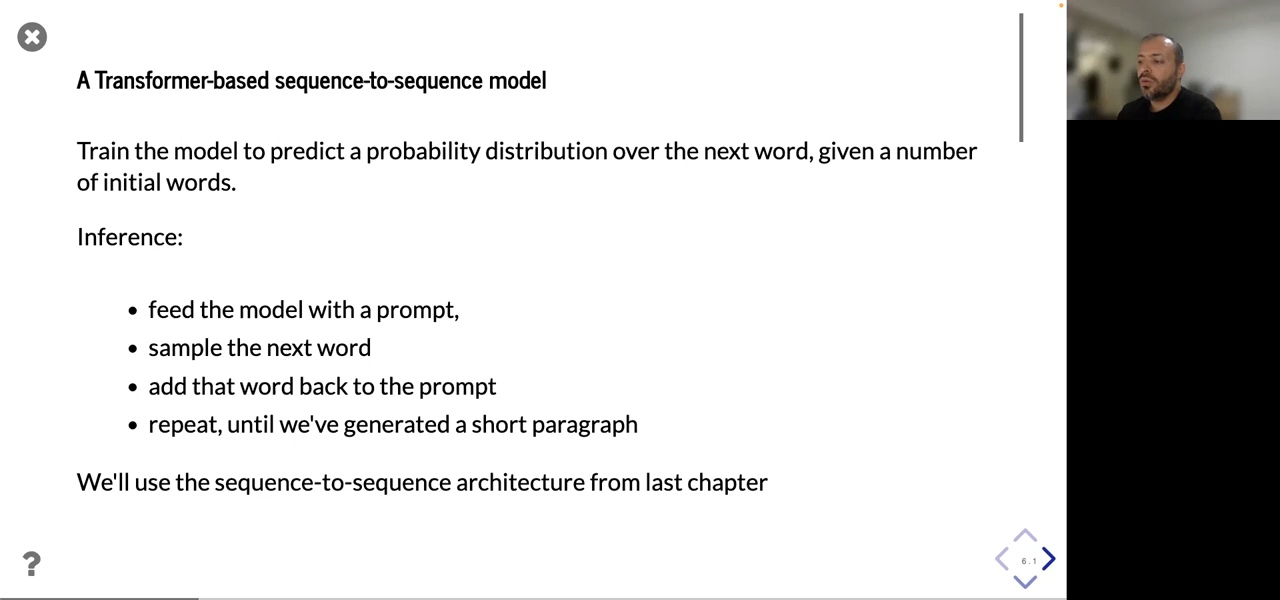 A Transformer-based sequence-to-sequence model
Train the model to predict a probability distribution over the next word, given a number
of initial words.
Inference:
• feed the model with a prompt,
• sample the next word
• add that word back to the prompt
• repeat, until we've generated a short paragraph
We'll use the sequence-to-sequence architecture from last chapter
?
6.1